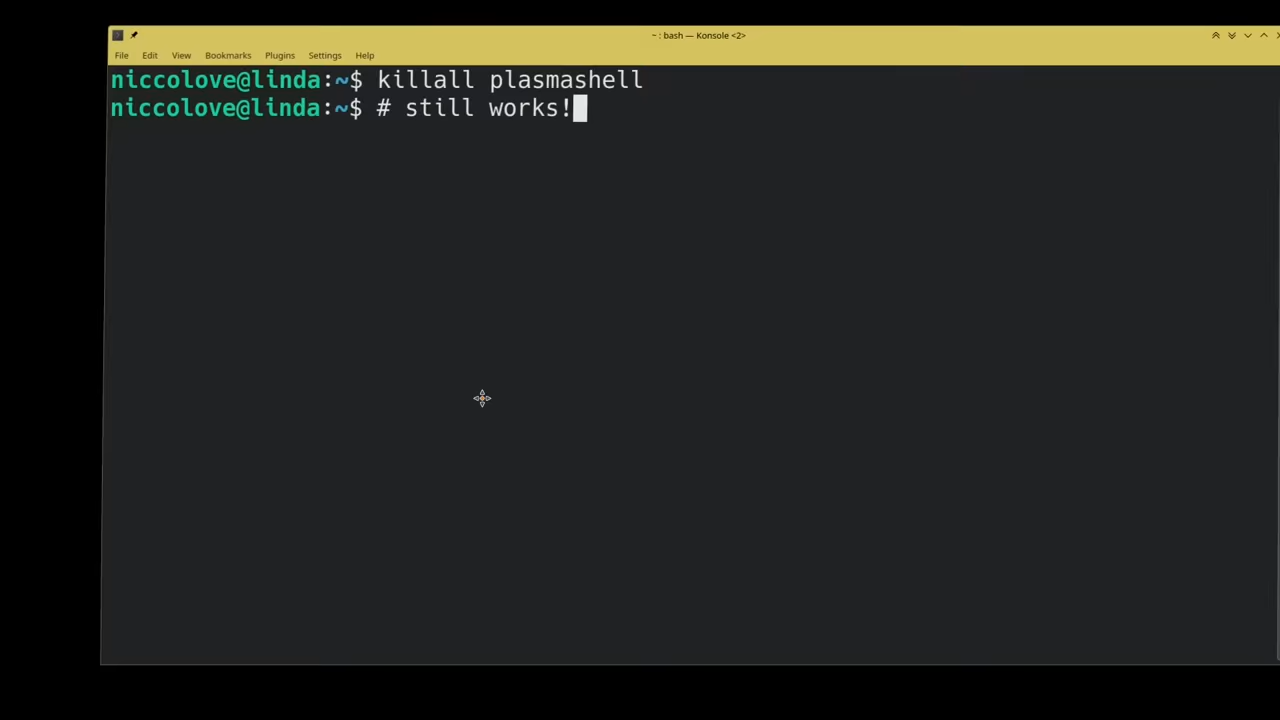 ~ : bash — Konsole <2>
File Edit View Bookmarks Plugins Settings Help
niccolove@linda:~$ killall plasmashell
niccolove@linda:~$ # still works!